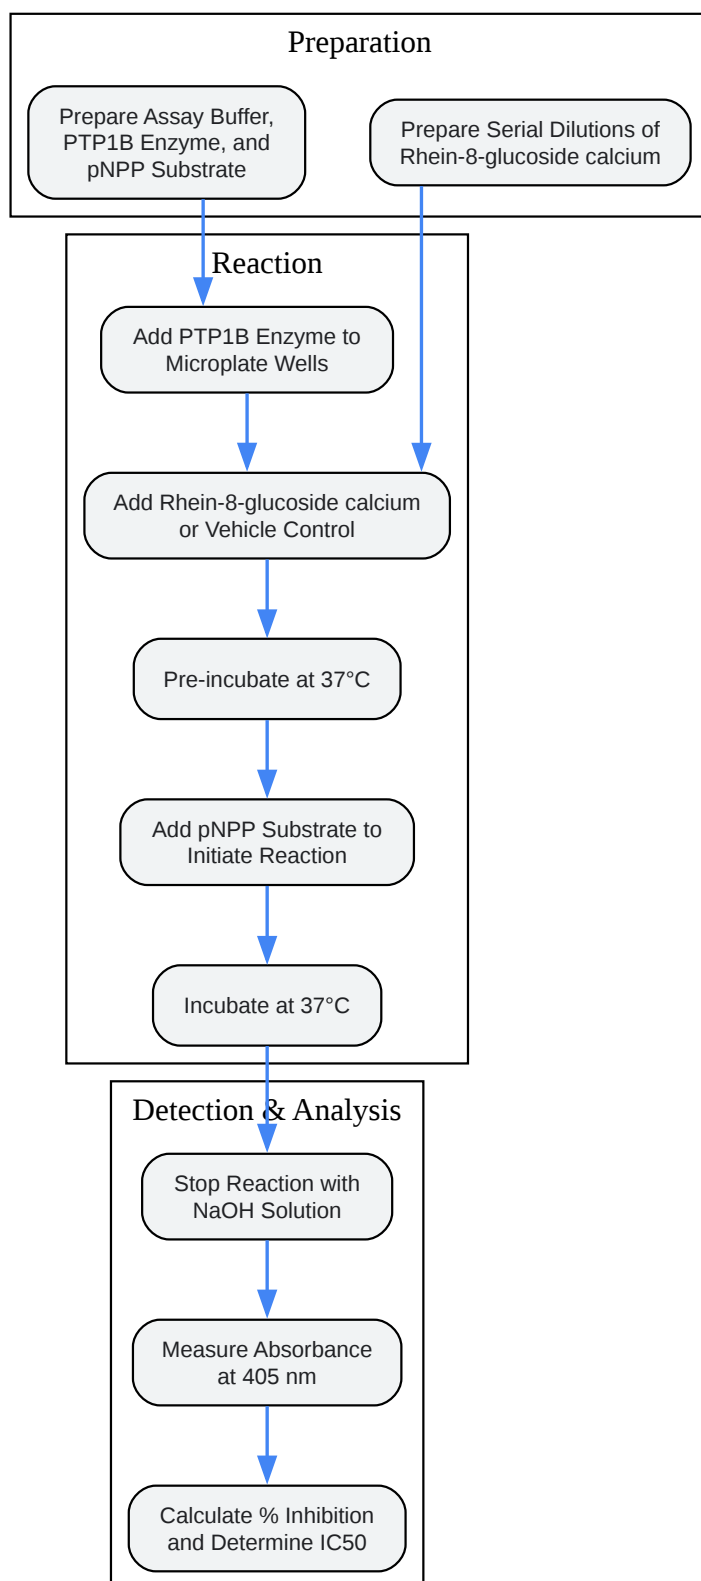 Preparation
Prepare Assay Buffer,
PTP1B Enzyme, and
pNPP Substrate
Prepare Serial Dilutions of
Rhein-8-glucoside calcium
Reaction
Add PTP1B Enzyme to
Microplate Wells
Add Rhein-8-glucoside calcium
or Vehicle Control
Pre-incubate at 37°C
Add pNPP Substrate to
Initiate Reaction
Incubate at 37°C
Detection & Analysis
Stop Reaction with
NaOH Solution
Measure Absorbance
at 405 nm
Calculate % Inhibition
and Determine IC50